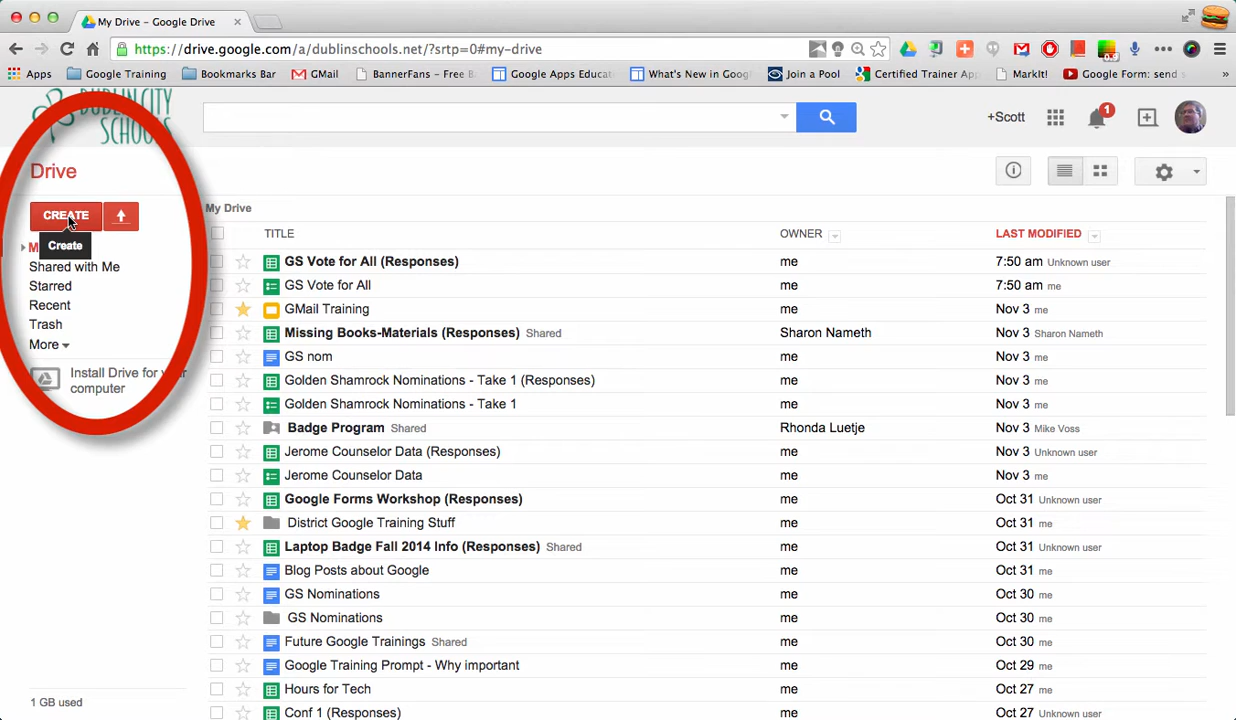 My Drive – Google Drive
https://drive.google.com/a/dublinschools.net/?srtp=0#my-drive
Apps Google Training Bookmarks Bar GMail BannerFans – Free B Google Apps Educa What's New in Goog Join a Pool Certified Trainer Ap MarkIt! Google Form: send s »
DUBLIN CITY
SCHOOLS
+Scott 1
Drive
CREATE
Create
Shared with Me
Starred
Recent
Trash
More
Install Drive for your
computer
1 GB used
My Drive
TITLE OWNER LAST MODIFIED
GS Vote for All (Responses) me 7:50 am Unknown user
GS Vote for All me 7:50 am me
GMail Training me Nov 3 me
Missing Books-Materials (Responses) Shared Sharon Nameth Nov 3 Sharon Nameth
GS nom me Nov 3 me
Golden Shamrock Nominations - Take 1 (Responses) me Nov 3 me
Golden Shamrock Nominations - Take 1 me Nov 3 me
Badge Program Shared Rhonda Luetje Nov 3 Mike Voss
Jerome Counselor Data (Responses) me Nov 3 Unknown user
Jerome Counselor Data me Nov 3 me
Google Forms Workshop (Responses) me Oct 31 Unknown user
District Google Training Stuff me Oct 31 me
Laptop Badge Fall 2014 Info (Responses) Shared me Oct 31 Unknown user
Blog Posts about Google me Oct 31 me
GS Nominations me Oct 30 me
GS Nominations me Oct 30 me
Future Google Trainings Shared me Oct 30 me
Google Training Prompt - Why important me Oct 29 me
Hours for Tech me Oct 27 me
Conf 1 (Responses) me Oct 27 Unknown user